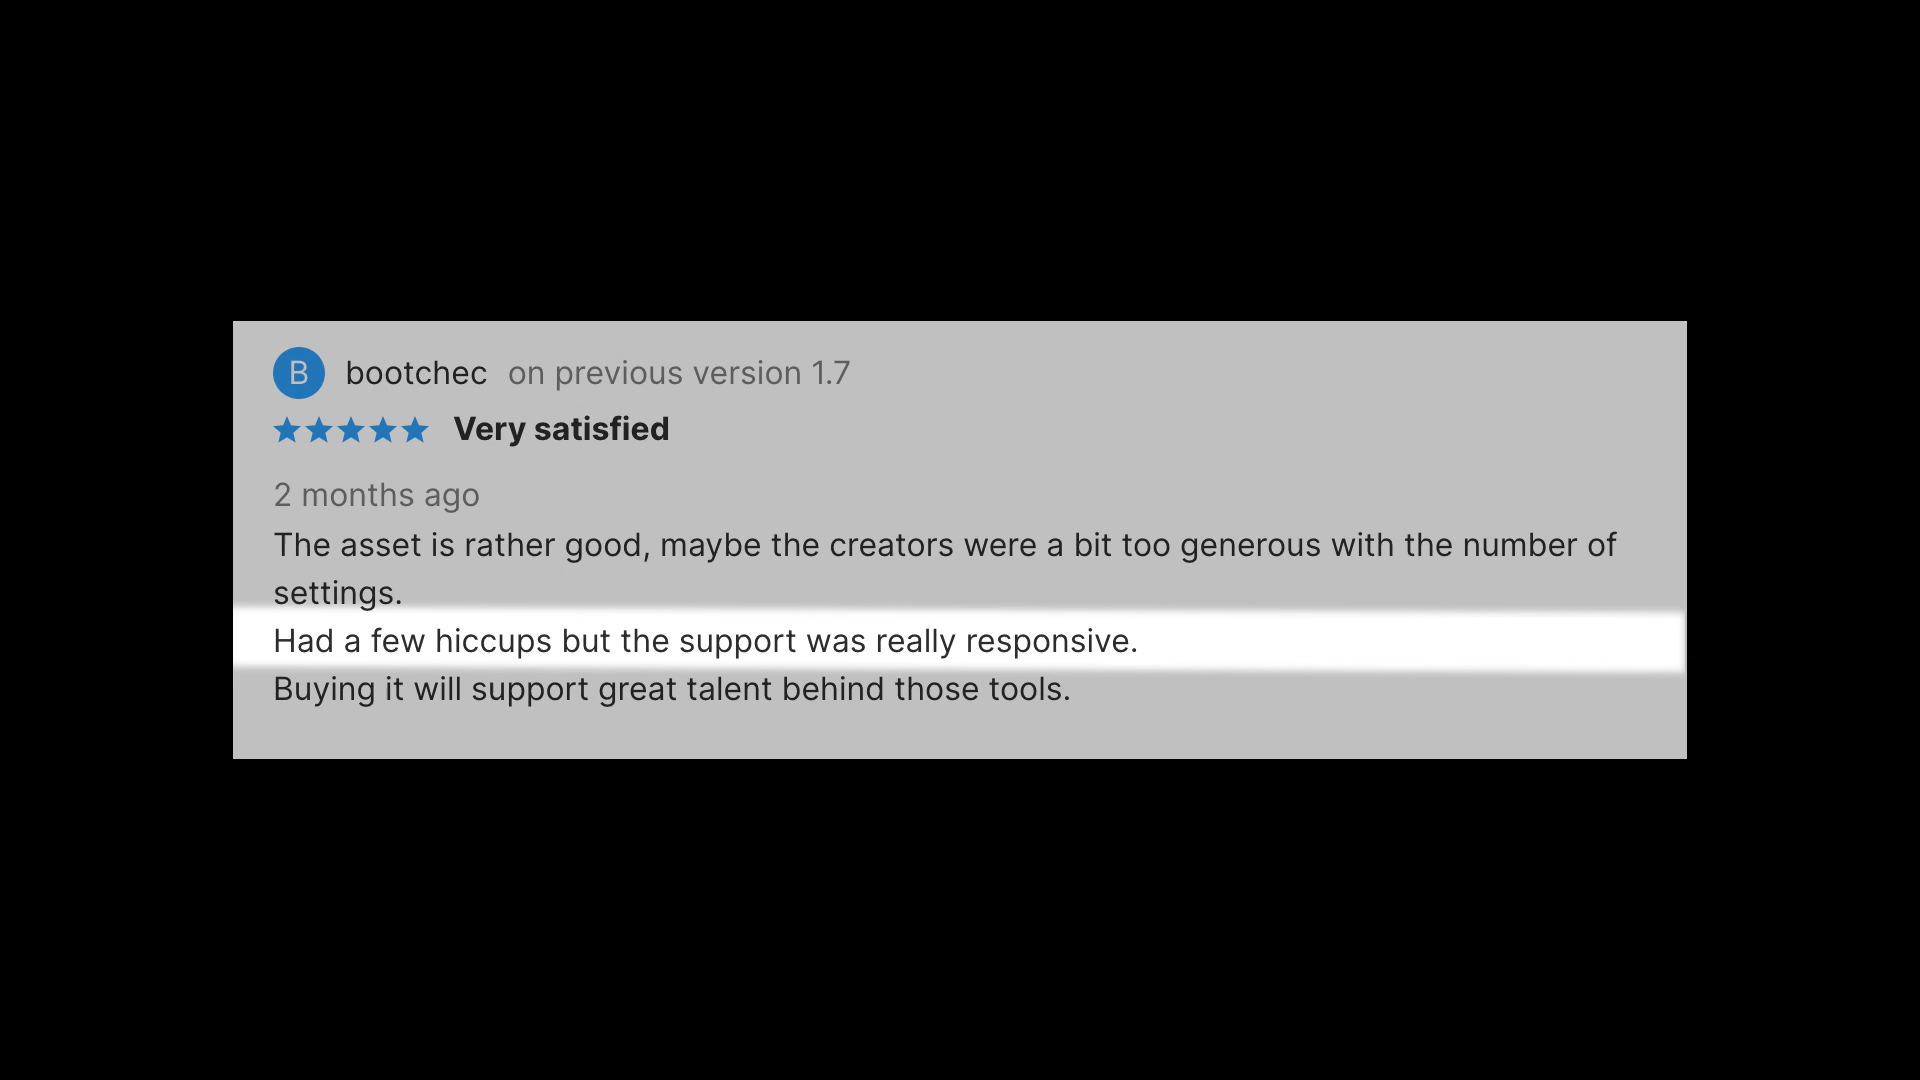 B bootchec on previous version 1.7
★★★★★ Very satisfied
2 months ago
The asset is rather good, maybe the creators were a bit too generous with the number of
settings.
Had a few hiccups but the support was really responsive.
Buying it will support great talent behind those tools.